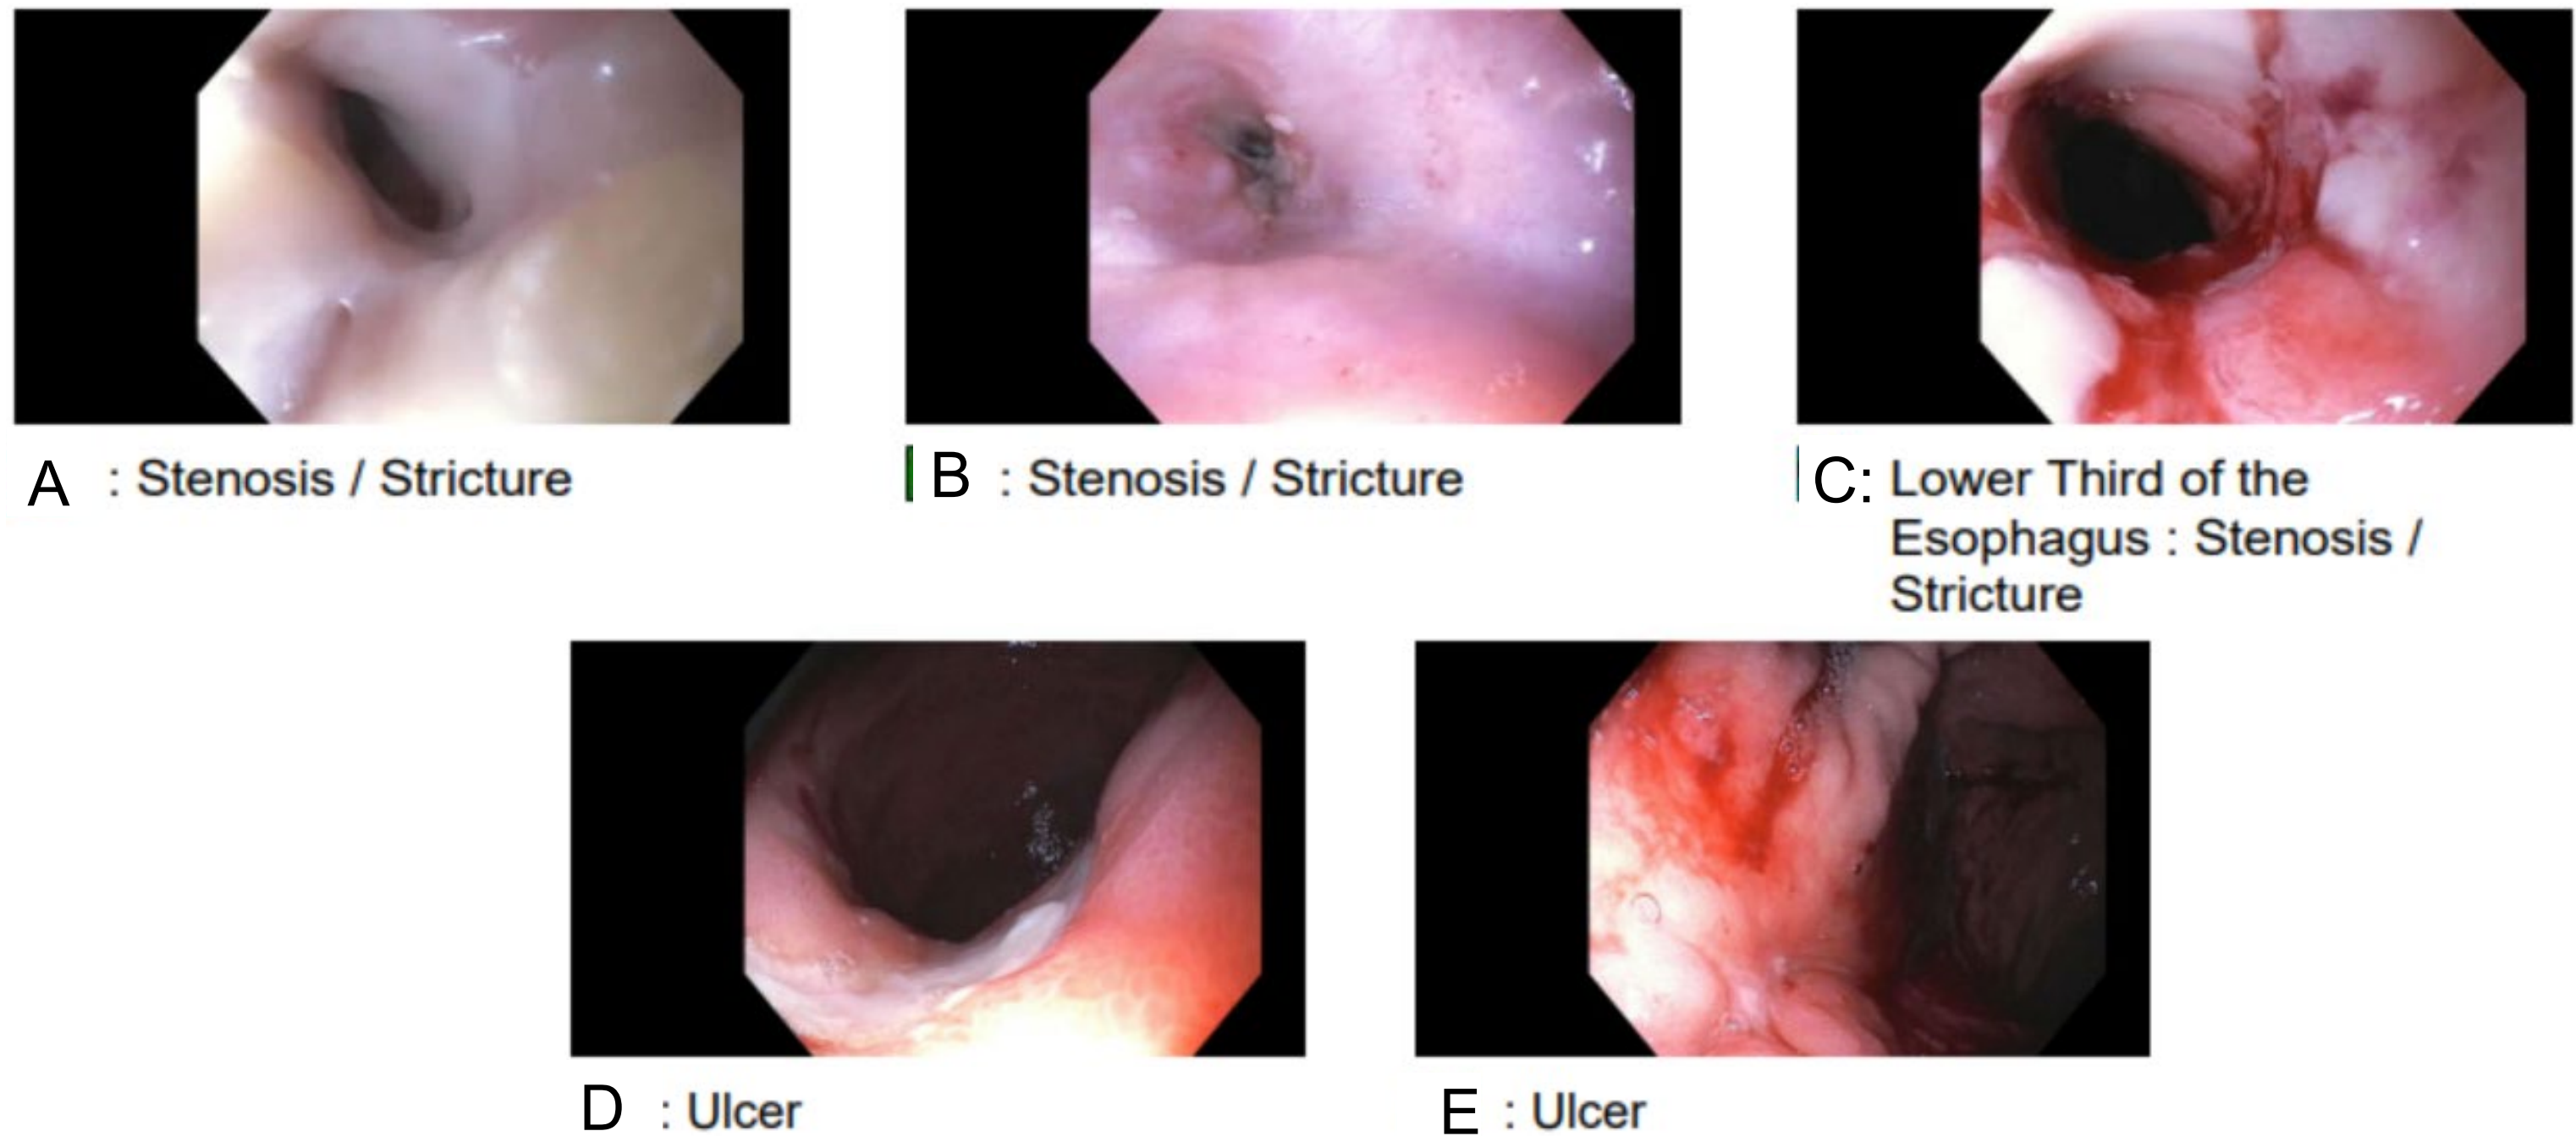 A : Stenosis / Stricture
B : Stenosis / Stricture
C: Lower Third of the
Esophagus : Stenosis /
Stricture
D : Ulcer
E : Ulcer